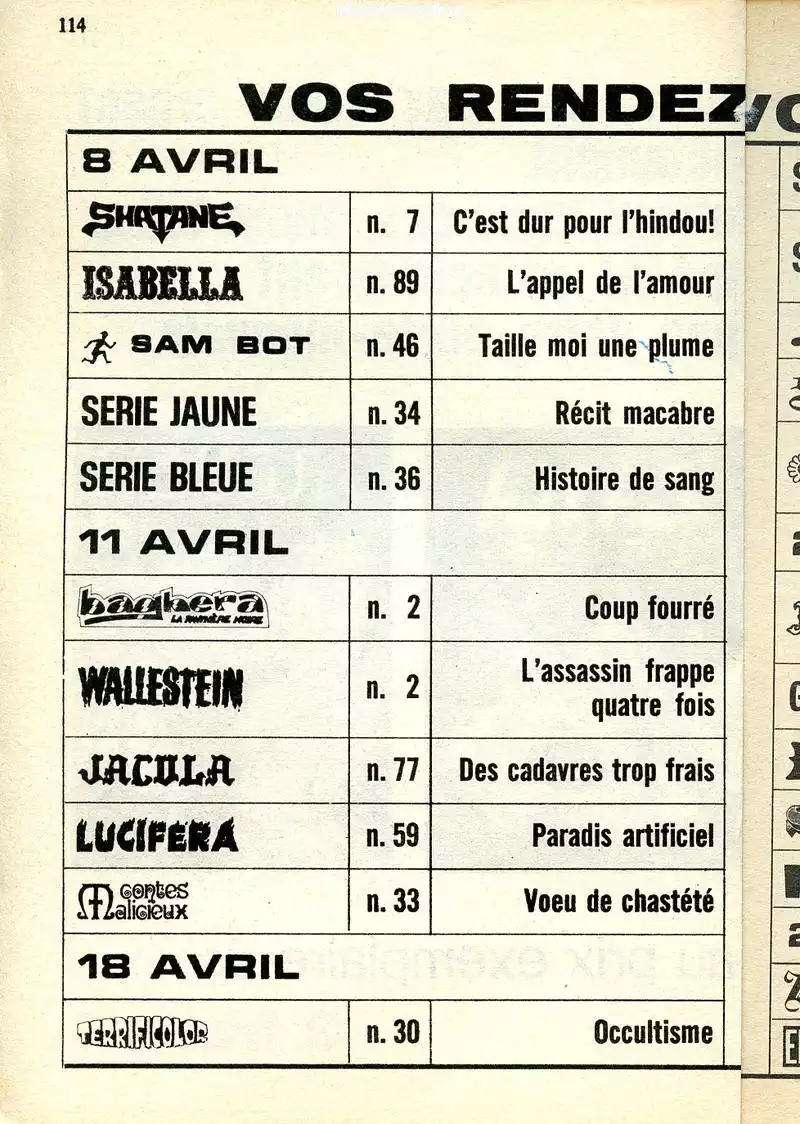 114
VOS RENDEZ
8 AVRIL
SHATANE n. 7 C'est dur pour l'hindou!
ISABELLA n. 89 L'appel de l'amour
SAM BOT n. 46 Taille moi une plume
SERIE JAUNE n. 34 Récit macabre
SERIE BLEUE n. 36 Histoire de sang
11 AVRIL
baghera LA PANTHÈRE NOIRE n. 2 Coup fourré
WALLESTEIN n. 2 L'assassin frappe
quatre fois
JACULA n. 77 Des cadavres trop frais
LUCIFERA n. 59 Paradis artificiel
contes Malicieux n. 33 Voeu de chastété
18 AVRIL
TERRIFICOLOR n. 30 Occultisme